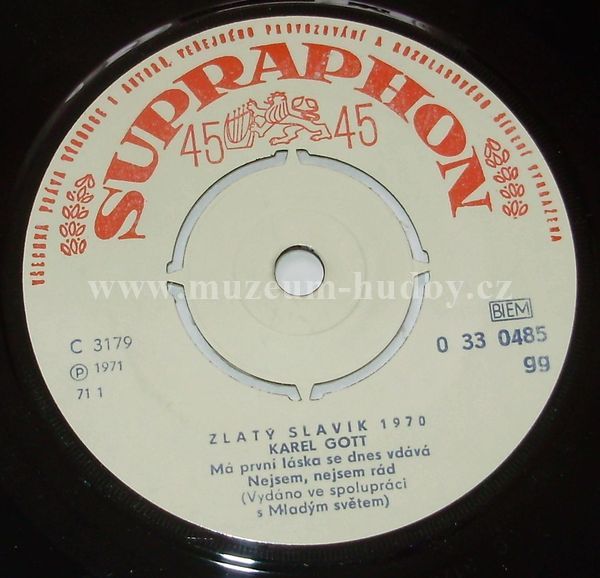 VŠECHNA PRÁVA VÝROBCE I AUTORŮ, VEŘEJNÉHO PROVOZOVÁNÍ A ROZHLASOVÉHO ŠÍŘENÍ VYHRAZENA
SUPRAPHON
45 45
www.muzeum-hudby.cz
BIEM
C 3179
0 33 0485
Ⓟ 1971
gg
71 1
ZLATÝ SLAVÍK 1970
KAREL GOTT
Má první láska se dnes vdává
Nejsem, nejsem rád
(Vydáno ve spolupráci
s Mladým světem)